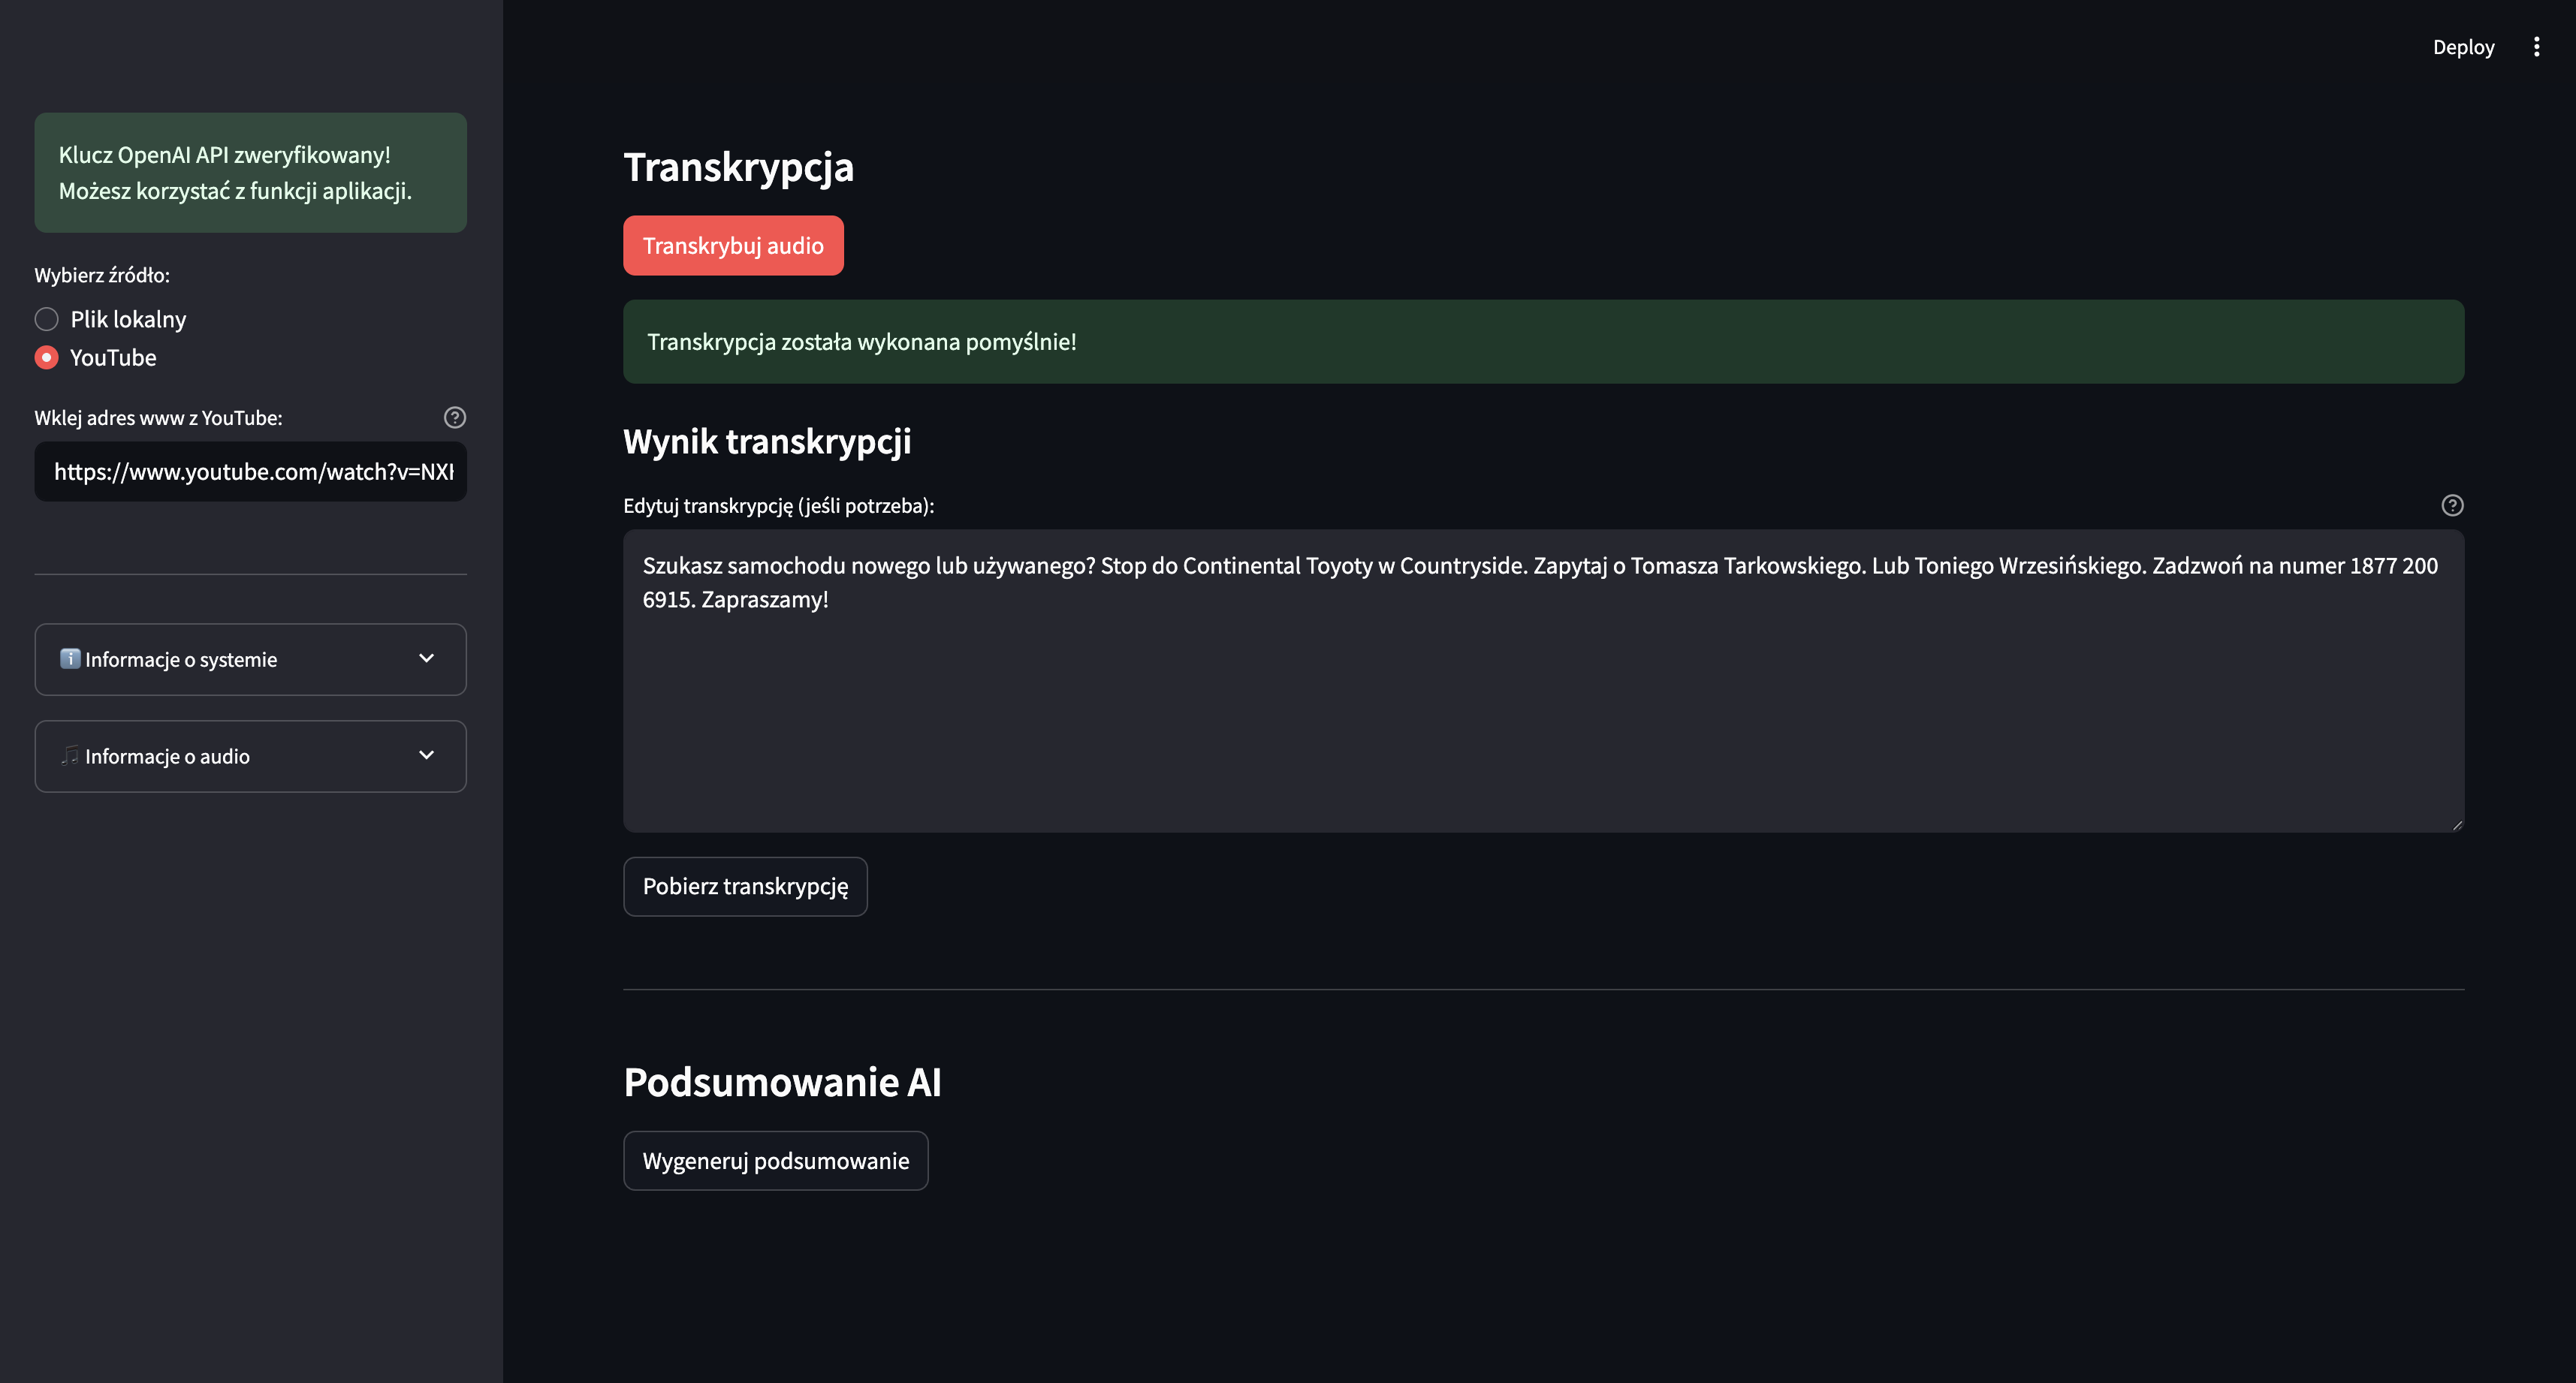 Deploy
Klucz OpenAI API zweryfikowany!
Możesz korzystać z funkcji aplikacji.
Wybierz źródło:
Plik lokalny
YouTube
Wklej adres www z YouTube:
https://www.youtube.com/watch?v=NX
Informacje o systemie
Informacje o audio
Transkrypcja
Transkrybuj audio
Transkrypcja została wykonana pomyślnie!
Wynik transkrypcji
Edytuj transkrypcję (jeśli potrzeba):
Szukasz samochodu nowego lub używanego? Stop do Continental Toyoty w Countryside. Zapytaj o Tomasza Tarkowskiego. Lub Toniego Wrzesińskiego. Zadzwoń na numer 1877 200
6915. Zapraszamy!
Pobierz transkrypcję
Podsumowanie AI
Wygeneruj podsumowanie